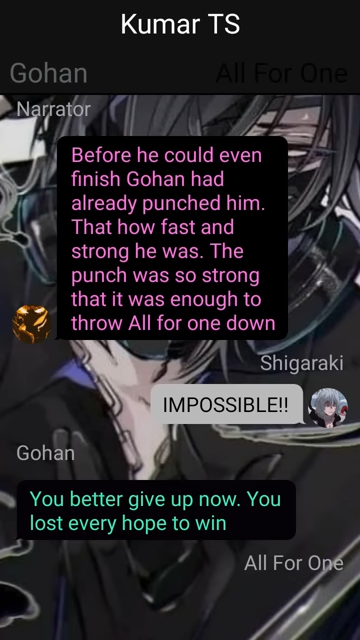 Kumar TS
Gohan
All For One
Narrator
Before he could even
finish Gohan had
already punched him.
That how fast and
strong he was. The
punch was so strong
that it was enough to
throw All for one down
Shigaraki
IMPOSSIBLE!!
Gohan
You better give up now. You
lost every hope to win
All For One